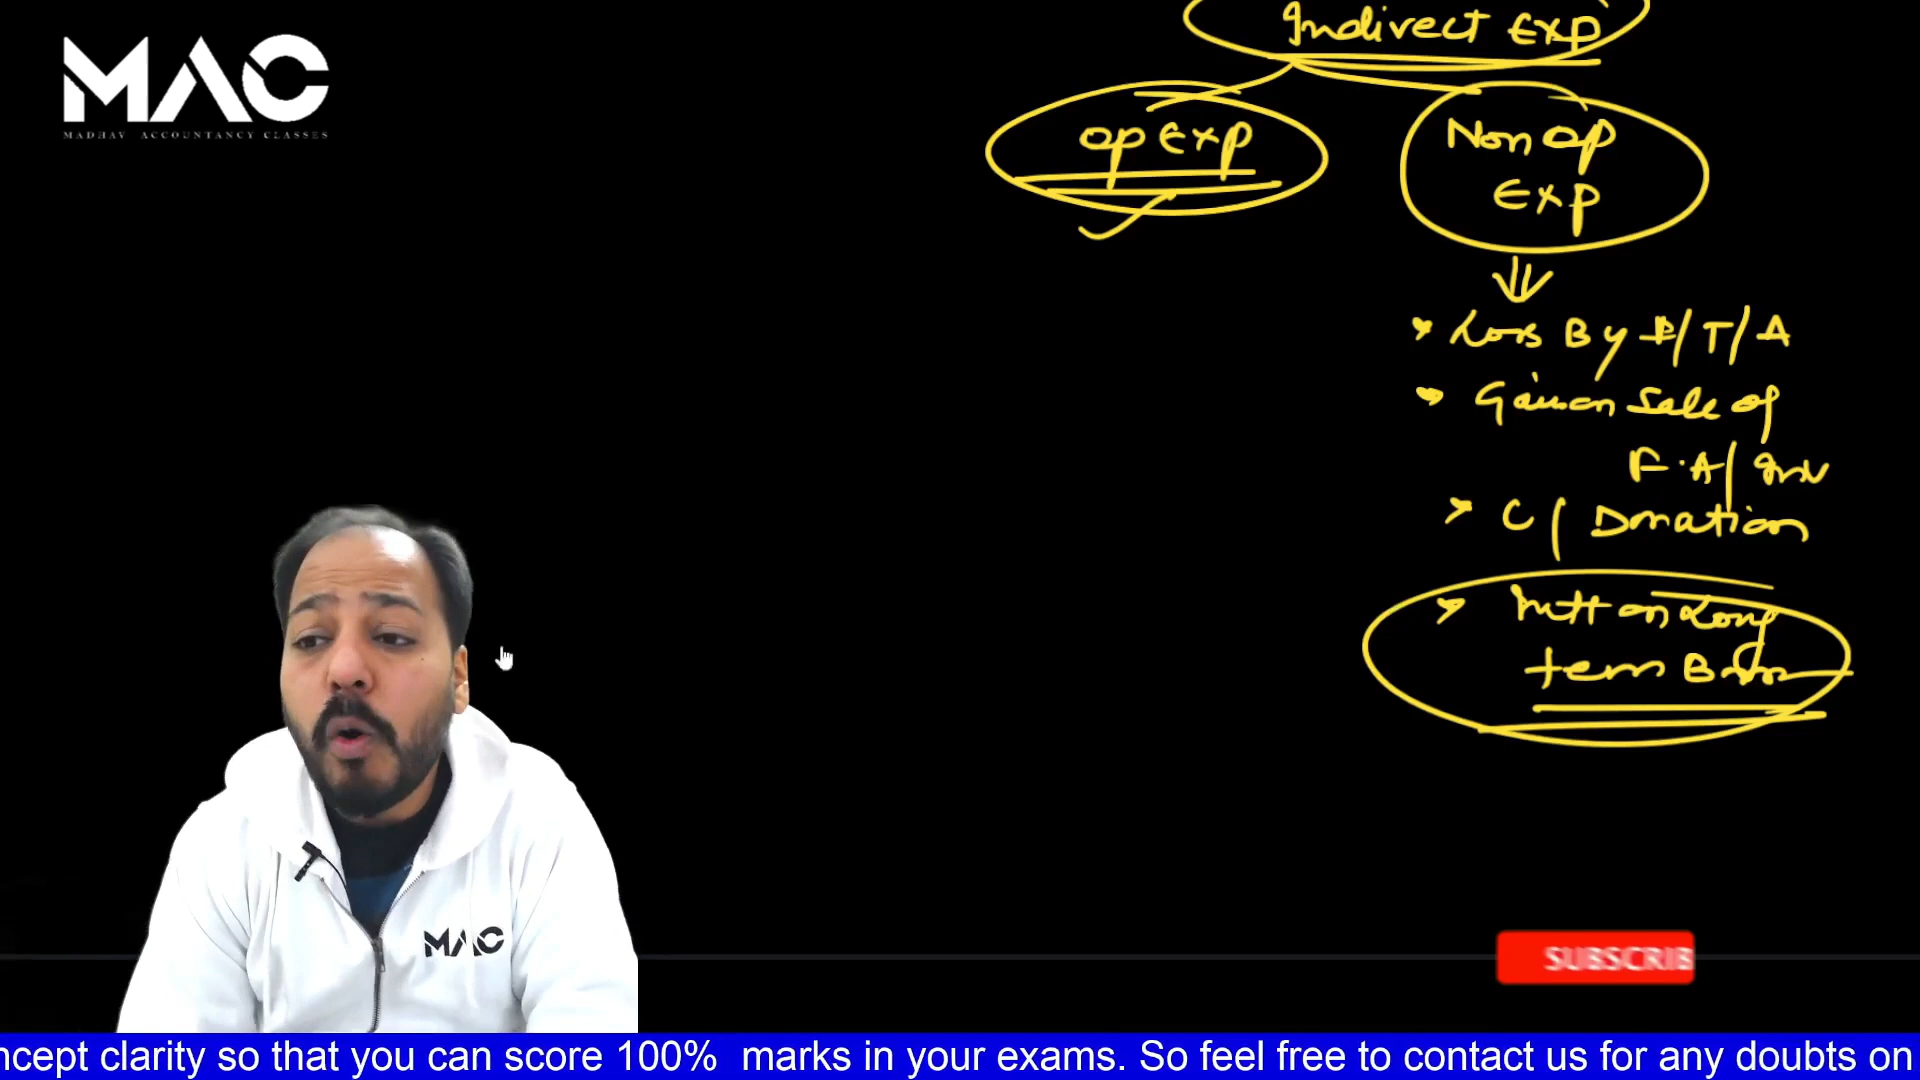 MAC
MADHAV ACCOUNTANCY CLASSES
Indirect Exp
Op Exp
Non Op
Exp
Loss By F/T/A
Gain on Sale of
F.A/Inv
C/Donation
Intt on Long
term
MAC
SUBSCRIB
ncept clarity so that you can score 100% marks in your exams. So feel free to contact us for any doubts on